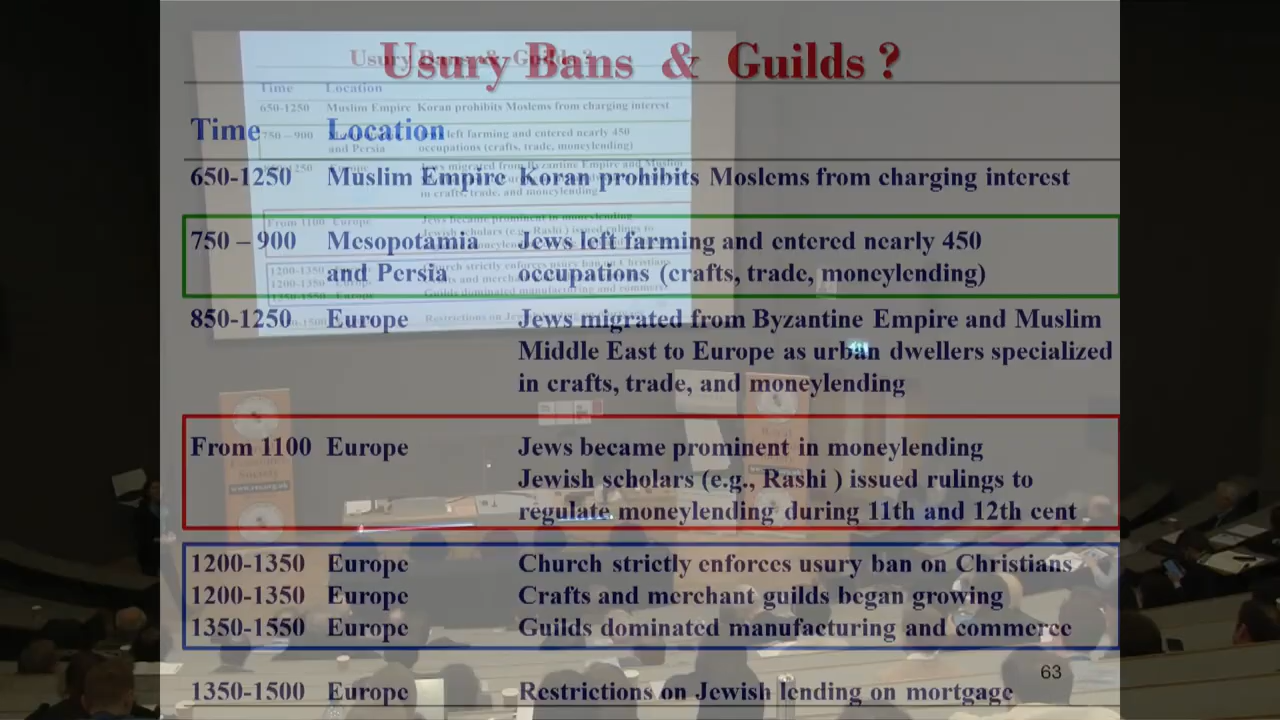 Usury Bans & Guilds ?
Time Location
650-1250 Muslim Empire Koran prohibits Moslems from charging interest
750 – 900 Mesopotamia Jews left farming and entered nearly 450
and Persia occupations (crafts, trade, moneylending)
850-1250 Europe Jews migrated from Byzantine Empire and Muslim
Middle East to Europe as urban dwellers specialized
in crafts, trade, and moneylending
From 1100 Europe Jews became prominent in moneylending
Jewish scholars (e.g., Rashi ) issued rulings to
regulate moneylending during 11th and 12th cent
1200-1350 Europe Church strictly enforces usury ban on Christians
1200-1350 Europe Crafts and merchant guilds began growing
1350-1550 Europe Guilds dominated manufacturing and commerce
63
1350-1500 Europe Restrictions on Jewish lending on mortgage